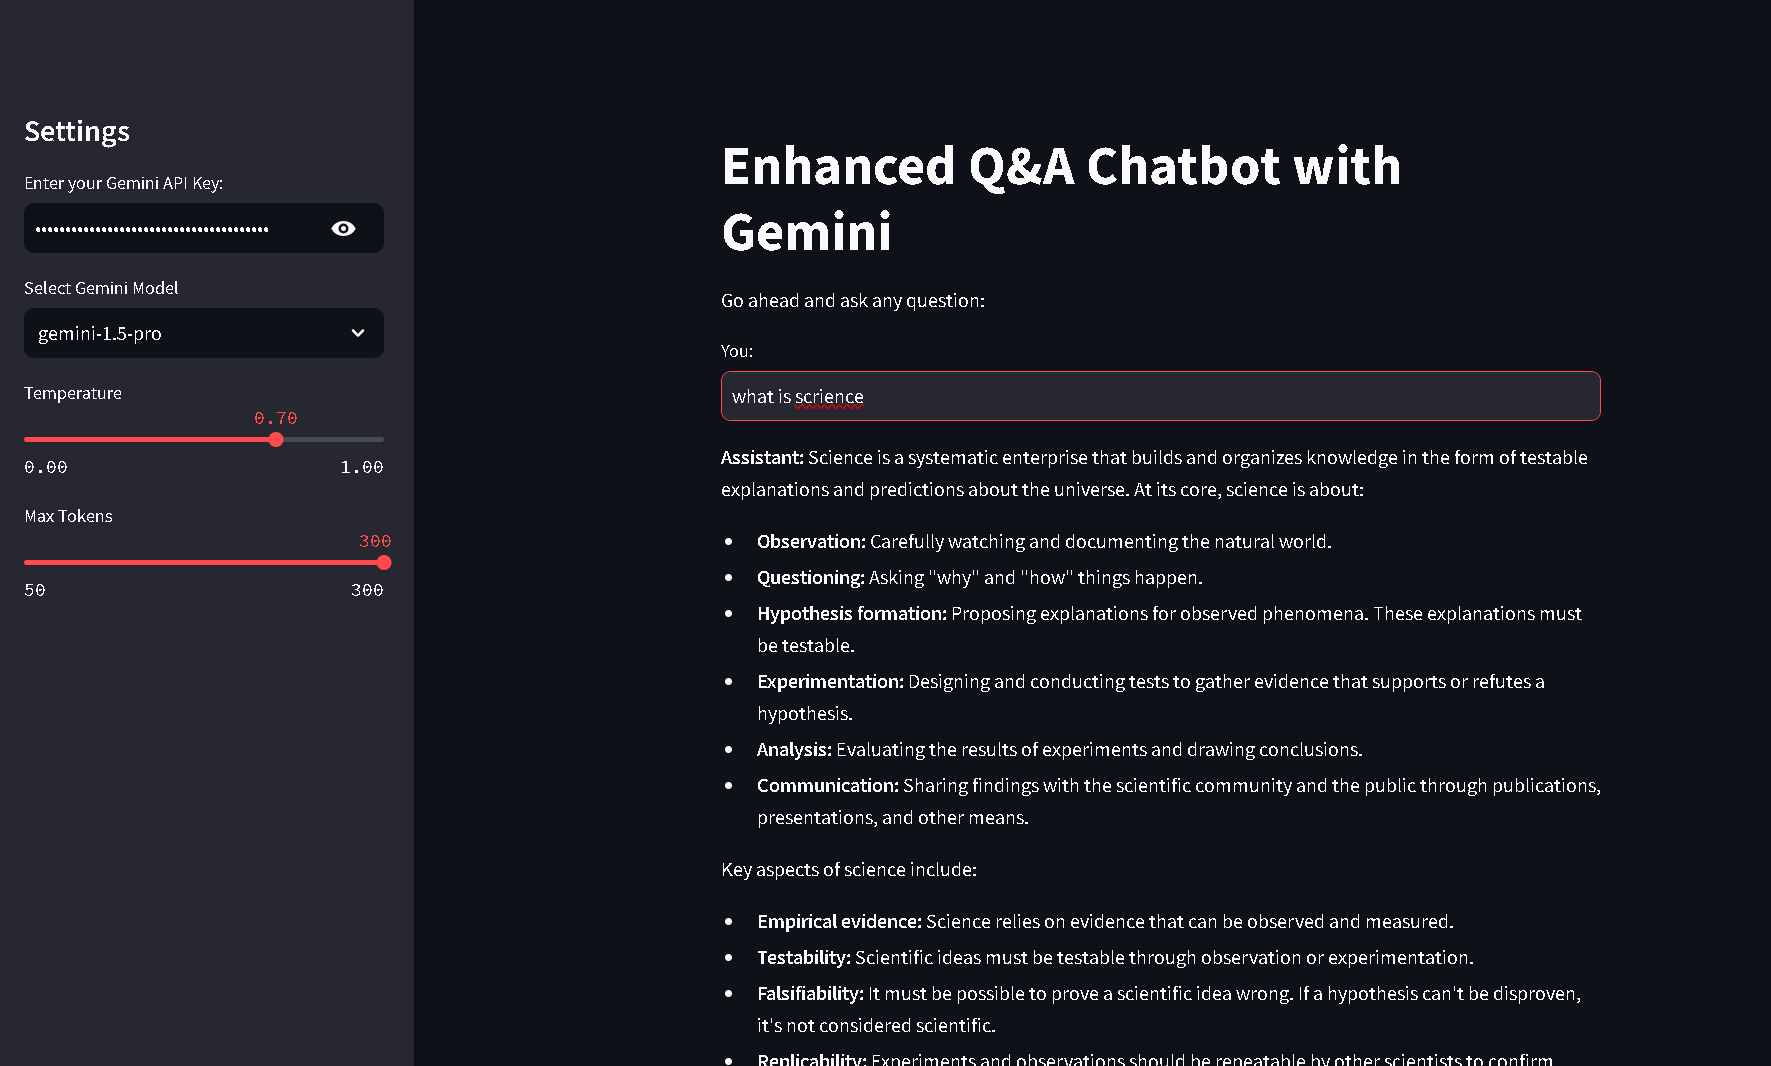 Settings
Enter your Gemini API Key:
••••••••••••••••••••••••••••••••••••••
Select Gemini Model
gemini-1.5-pro
Temperature
0.70
0.00 1.00
Max Tokens
300
50 300
Enhanced Q&A Chatbot with
Gemini
Go ahead and ask any question:
You:
what is scrience
Assistant: Science is a systematic enterprise that builds and organizes knowledge in the form of testable
explanations and predictions about the universe. At its core, science is about:
• Observation: Carefully watching and documenting the natural world.
• Questioning: Asking "why" and "how" things happen.
• Hypothesis formation: Proposing explanations for observed phenomena. These explanations must
be testable.
• Experimentation: Designing and conducting tests to gather evidence that supports or refutes a
hypothesis.
• Analysis: Evaluating the results of experiments and drawing conclusions.
• Communication: Sharing findings with the scientific community and the public through publications,
presentations, and other means.
Key aspects of science include:
• Empirical evidence: Science relies on evidence that can be observed and measured.
• Testability: Scientific ideas must be testable through observation or experimentation.
• Falsifiability: It must be possible to prove a scientific idea wrong. If a hypothesis can't be disproven,
it's not considered scientific.
• Replicability: Experiments and observations should be repeatable by other scientists to confirm